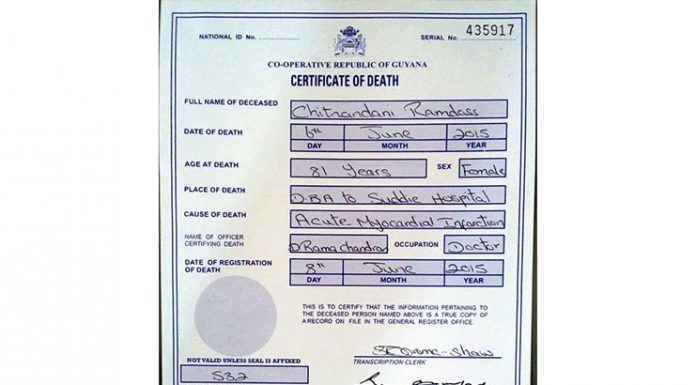 NATIONAL ID No. SERIAL No. 435917
CO-OPERATIVE REPUBLIC OF GUYANA
CERTIFICATE OF DEATH
FULL NAME OF DECEASED Chitrandani Ramdass
DATE OF DEATH 6th June 2015
DAY MONTH YEAR
AGE AT DEATH 81 Years SEX Female
PLACE OF DEATH D.B.A to Suddie Hospital
CAUSE OF DEATH Acute Myocardial Infarction
NAME OF OFFICER
CERTIFYING DEATH D Rama chandran OCCUPATION Doctor
DATE OF REGISTRATION
OF DEATH 8th June 2015
DAY MONTH YEAR
THIS IS TO CERTIFY THAT THE INFORMATION PERTAINING TO
THE DECEASED PERSON NAMED ABOVE IS A TRUE COPY OF
A RECORD ON FILE IN THE GENERAL REGISTER OFFICE.
NOT VALID UNLESS SEAL IS AFFIXED
TRANSCRIPTION CLERK
532